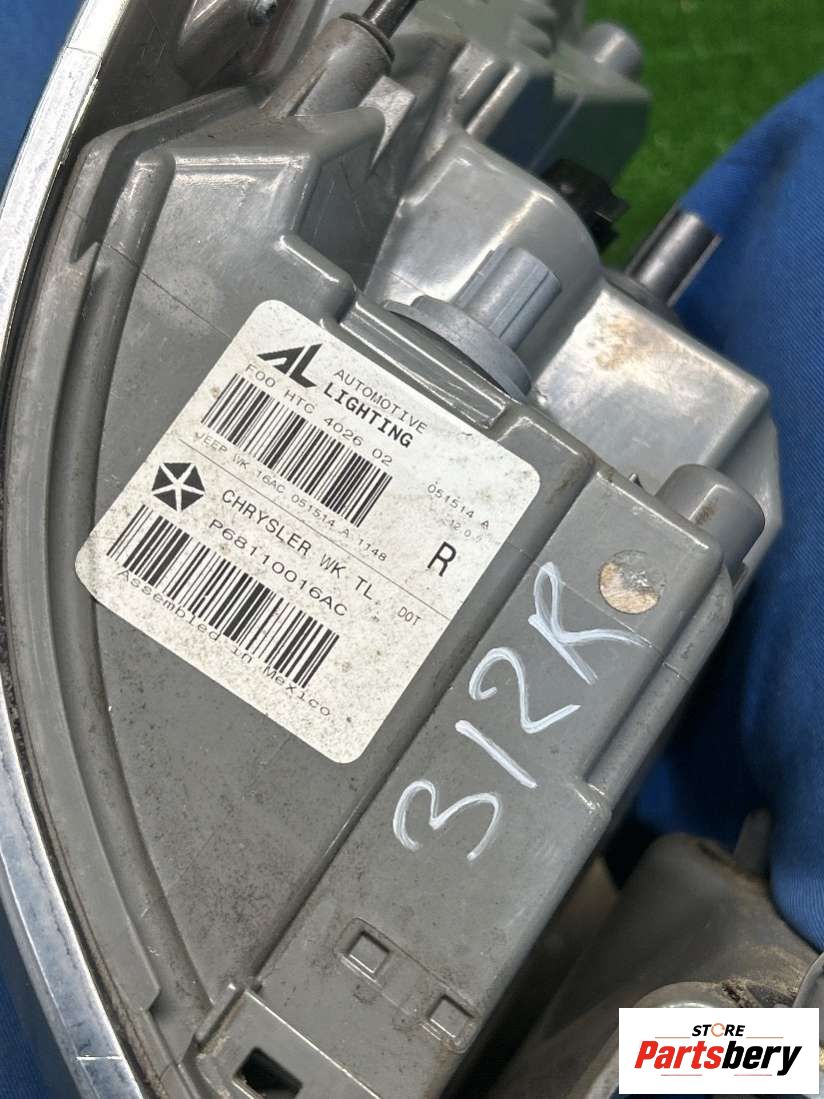 AL AUTOMOTIVE
LIGHTING
F00 HTC 4026 02
051514 A
JEEP WK 16AC 051514 A 1148
CHRYSLER WK TL
R
DOT
P68110016AC
Assembled in Mexico
312R
STORE
Partsbery